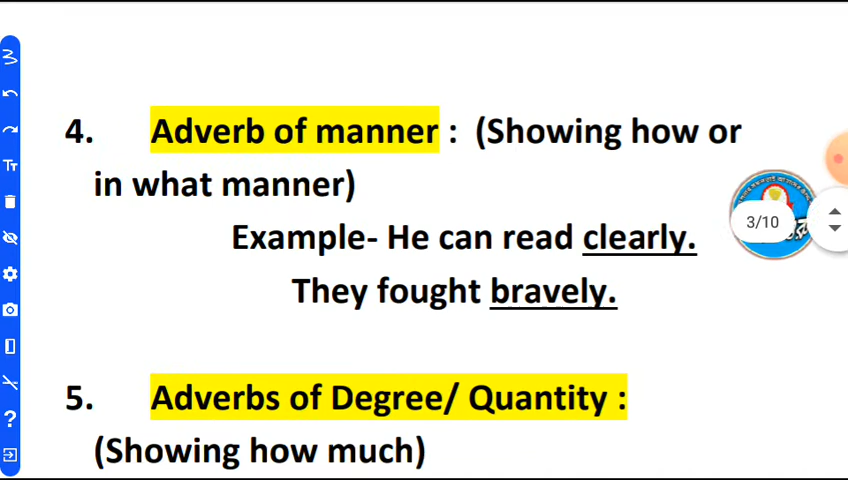 4. Adverb of manner : (Showing how or
in what manner)
Example- He can read clearly.
They fought bravely.
5. Adverbs of Degree/ Quantity :
(Showing how much)
3/10